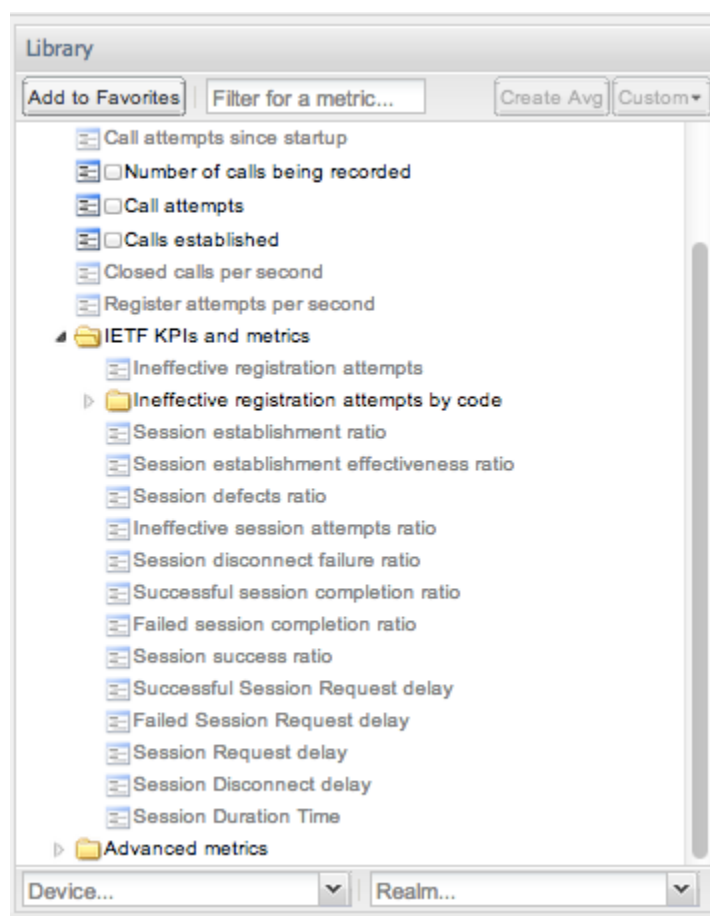 Library
Add to Favorites Filter for a metric... Create Avg Custom
Call attempts since startup
Number of calls being recorded
Call attempts
Calls established
Closed calls per second
Register attempts per second
IETF KPIs and metrics
Ineffective registration attempts
Ineffective registration attempts by code
Session establishment ratio
Session establishment effectiveness ratio
Session defects ratio
Ineffective session attempts ratio
Session disconnect failure ratio
Successful session completion ratio
Failed session completion ratio
Session success ratio
Successful Session Request delay
Failed Session Request delay
Session Request delay
Session Disconnect delay
Session Duration Time
Advanced metrics
Device... Realm...